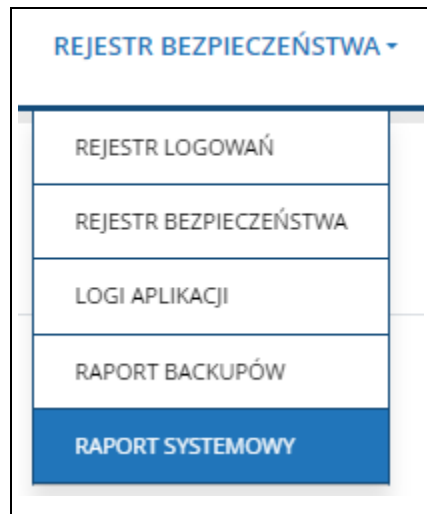 REJESTR BEZPIECZEŃSTWA
REJESTR LOGOWAŃ
REJESTR BEZPIECZEŃSTWA
LOGI APLIKACJI
RAPORT BACKUPÓW
RAPORT SYSTEMOWY